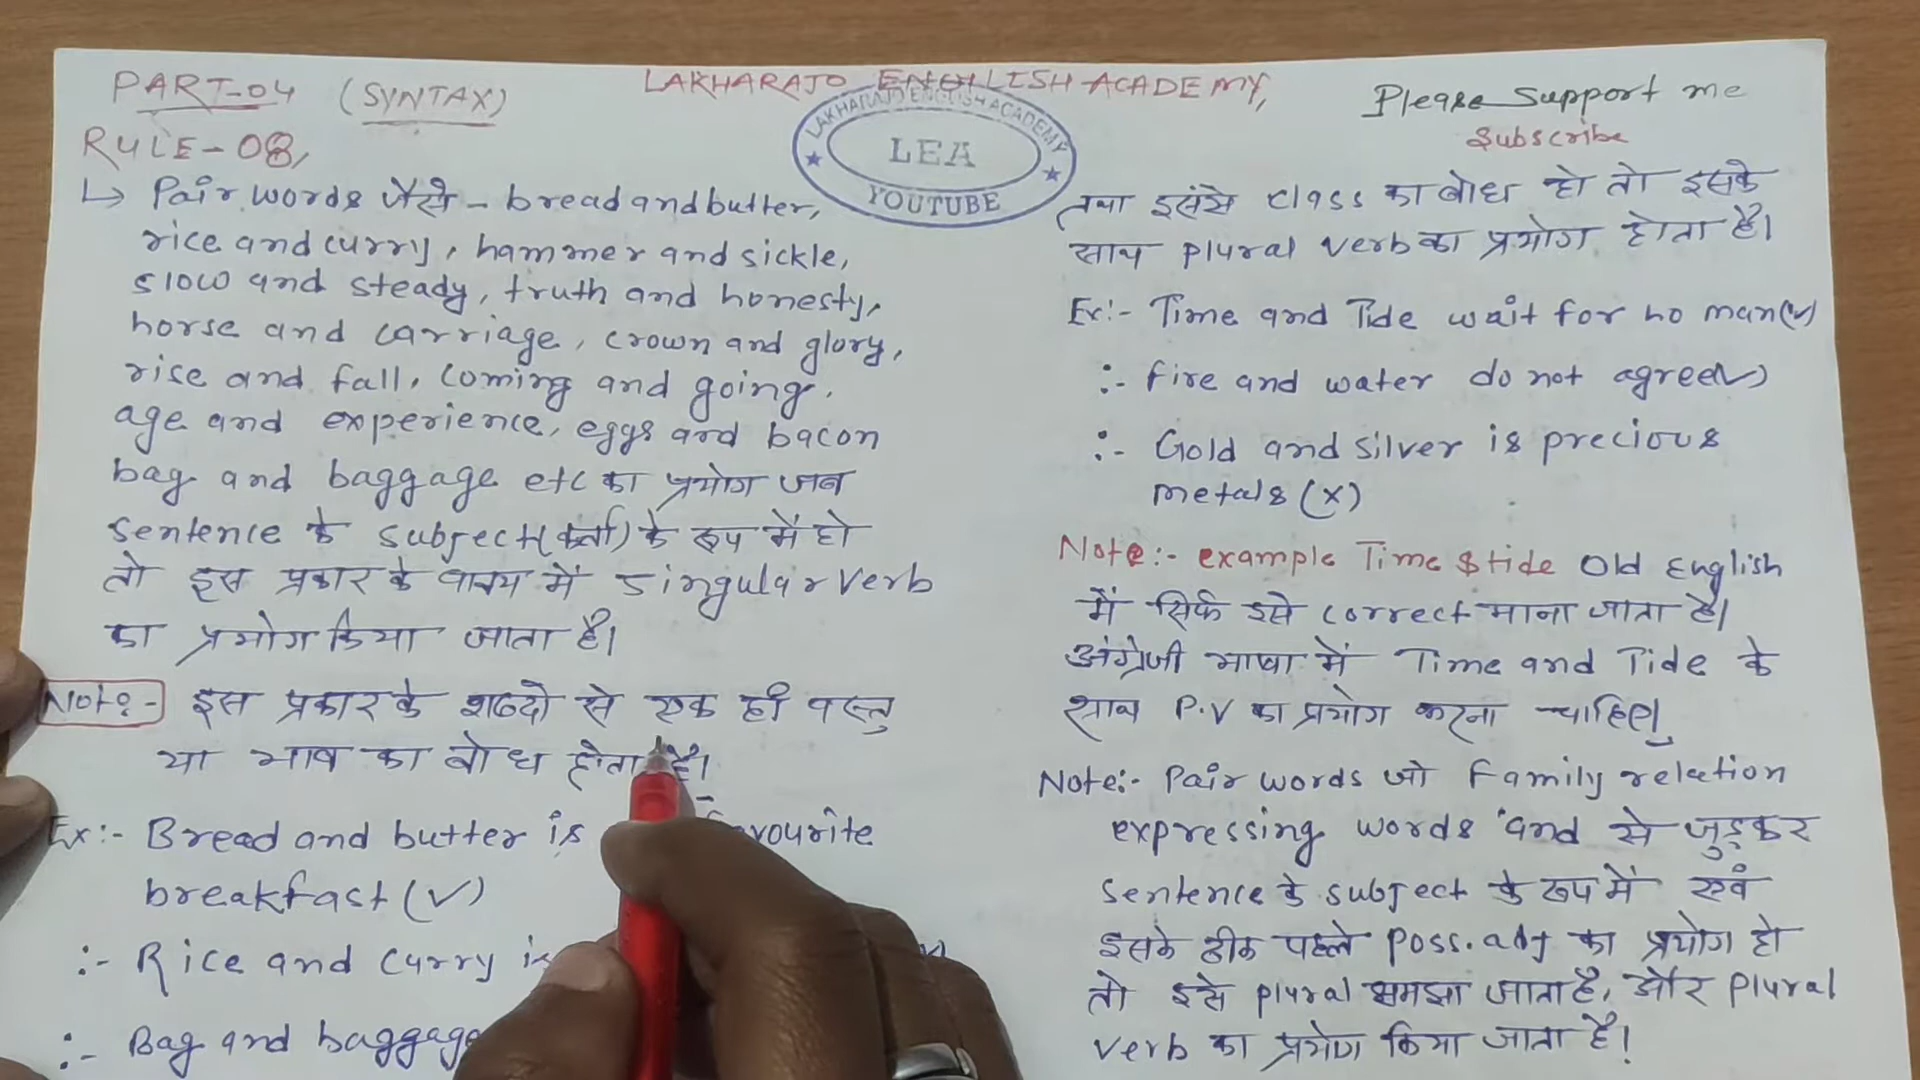 PART-04 (SYNTAX)
LAKHARAJO ENGLISH ACADEMY,
Please Support me
Subscribe
LAKHARAJO ENGLISH ACADEMY
LEA
YOUTUBE
RULE-08,
↳ Pair words जैसे - bread and butter,
rice and curry, hammer and sickle,
slow and steady, truth and honesty,
horse and carriage, crown and glory,
rise and fall, coming and going,
age and experience, eggs and bacon
bag and baggage etc का प्रयोग जब
sentence के subject (कर्ता) के रूप में हो
तो इस प्रकार के वाक्य में singular verb
का प्रयोग किया जाता है।
Note:- इस प्रकार के शब्दो से एक ही वस्तु
या भाव का बोध होता है।
Ex:- Bread and butter is favourite
breakfast (✓)
:- Rice and curry is
:- Bag and baggage
तथा इससे class का बोध हो तो इसके
साथ plural verb का प्रयोग होता है।
Ex:- Time and Tide wait for no man (✓)
:- fire and water do not agree (✓)
:- Gold and silver is precious
metals (x)
Note:- example Time & tide Old English
में सिर्फ इसे correct माना जाता है।
अंग्रेजी भाषा में Time and Tide के
साथ P.V का प्रयोग करना चाहिए।
Note:- Pair words जो family relation
expressing words and से जुड़कर
sentence के subject के रूप में एवं
इसके ठीक पहले poss. adj का प्रयोग हो
तो इसे plural समझा जाता है, और plural
verb का प्रयोग किया जाता है!